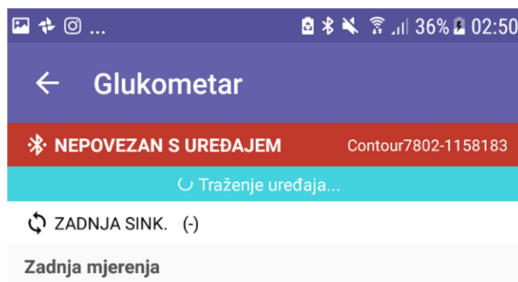 ... 36% 02:50
Glukometar
NEPOVEZAN S UREĐAJEM Contour7802-1158183
Traženje uređaja...
ZADNJA SINK. (-)
Zadnja mjerenja